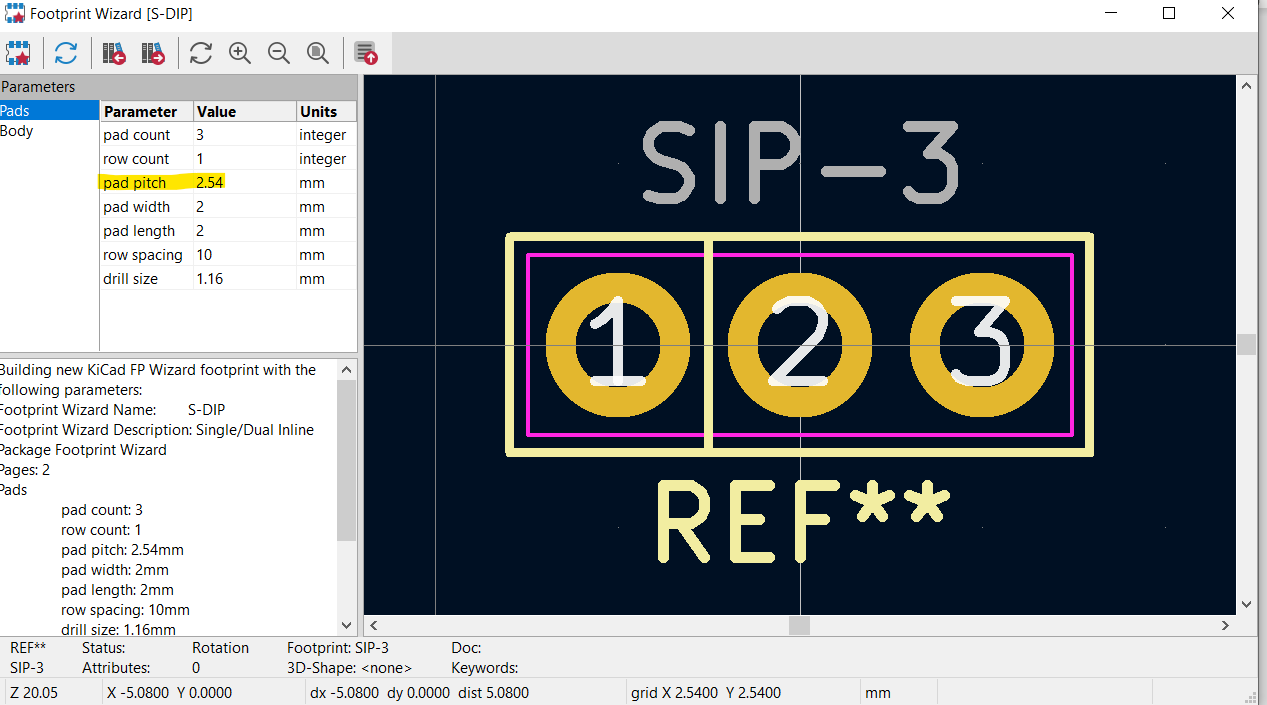 Footprint Wizard [S-DIP]
Parameters
Pads
Body
Parameter Value Units
pad count 3 integer
row count 1 integer
pad pitch 2.54 mm
pad width 2 mm
pad length 2 mm
row spacing 10 mm
drill size 1.16 mm
SIP-3
1 2 3
REF**
Building new KiCad FP Wizard footprint with the
following parameters:
Footprint Wizard Name: S-DIP
Footprint Wizard Description: Single/Dual Inline
Package Footprint Wizard
Pages: 2
Pads
pad count: 3
row count: 1
pad pitch: 2.54mm
pad width: 2mm
pad length: 2mm
row spacing: 10mm
drill size: 1.16mm
REF** Status: Rotation Footprint: SIP-3 Doc:
SIP-3 Attributes: 0 3D-Shape: <none> Keywords:
Z 20.05 X -5.0800 Y 0.0000 dx -5.0800 dy 0.0000 dist 5.0800 grid X 2.5400 Y 2.5400 mm